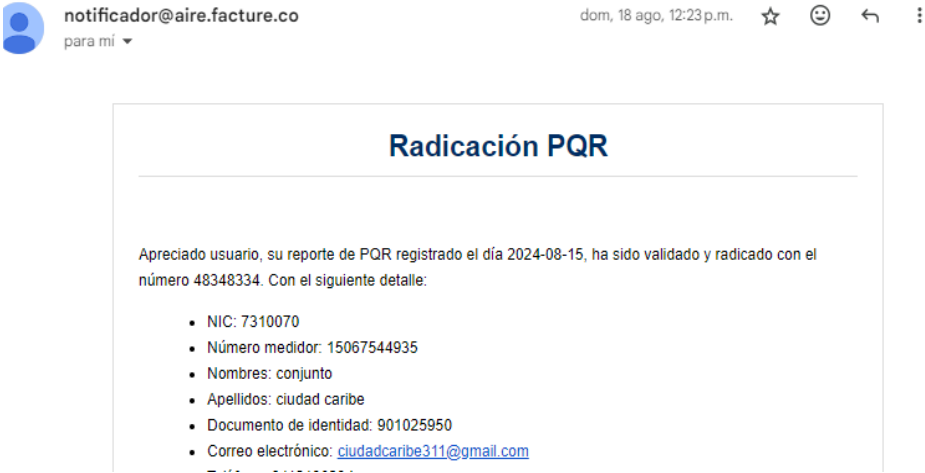 notificador@aire.facture.co
dom, 18 ago, 12:23 p.m.
para mí
Radicación PQR
Apreciado usuario, su reporte de PQR registrado el día 2024-08-15, ha sido validado y radicado con el
número 48348334. Con el siguiente detalle:
NIC: 7310070
Número medidor: 15067544935
Nombres: conjunto
Apellidos: ciudad caribe
Documento de identidad: 901025950
Correo electrónico: ciudadcaribe311@gmail.com